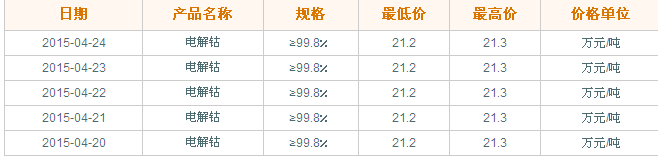 日期 产品名称 规格 最低价 最高价 价格单位
2015-04-24 电解钴 ≥99.8% 21.2 21.3 万元/吨
2015-04-23 电解钴 ≥99.8% 21.2 21.3 万元/吨
2015-04-22 电解钴 ≥99.8% 21.2 21.3 万元/吨
2015-04-21 电解钴 ≥99.8% 21.2 21.3 万元/吨
2015-04-20 电解钴 ≥99.8% 21.2 21.3 万元/吨